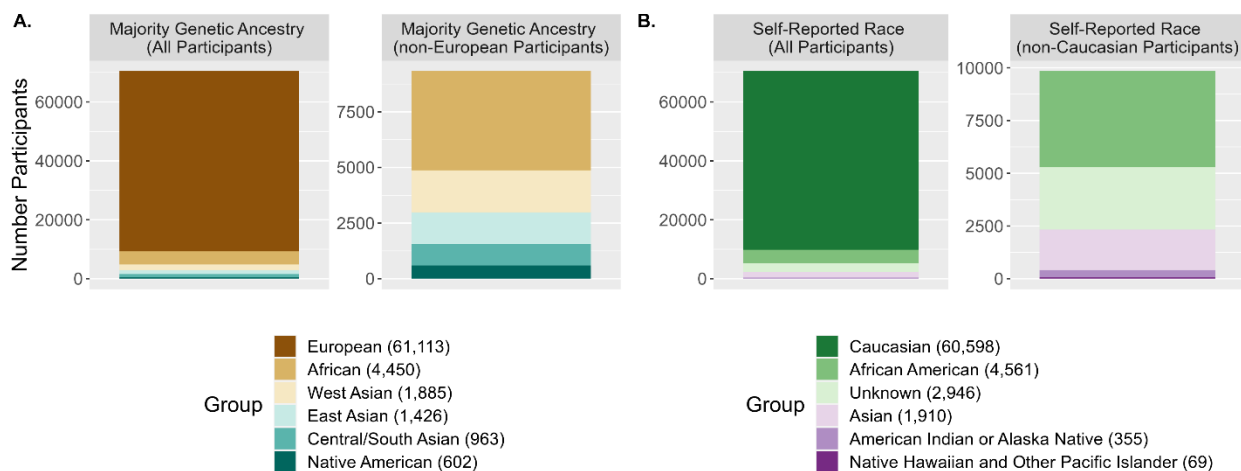 A.
Majority Genetic Ancestry
(All Participants)
Majority Genetic Ancestry
(non-European Participants)
Number Participants
60000
40000
20000
0
7500
5000
2500
0
Group
European (61,113)
African (4,450)
West Asian (1,885)
East Asian (1,426)
Central/South Asian (963)
Native American (602)
B.
Self-Reported Race
(All Participants)
Self-Reported Race
(non-Caucasian Participants)
60000
40000
20000
0
10000
7500
5000
2500
0
Group
Caucasian (60,598)
African American (4,561)
Unknown (2,946)
Asian (1,910)
American Indian or Alaska Native (355)
Native Hawaiian and Other Pacific Islander (69)